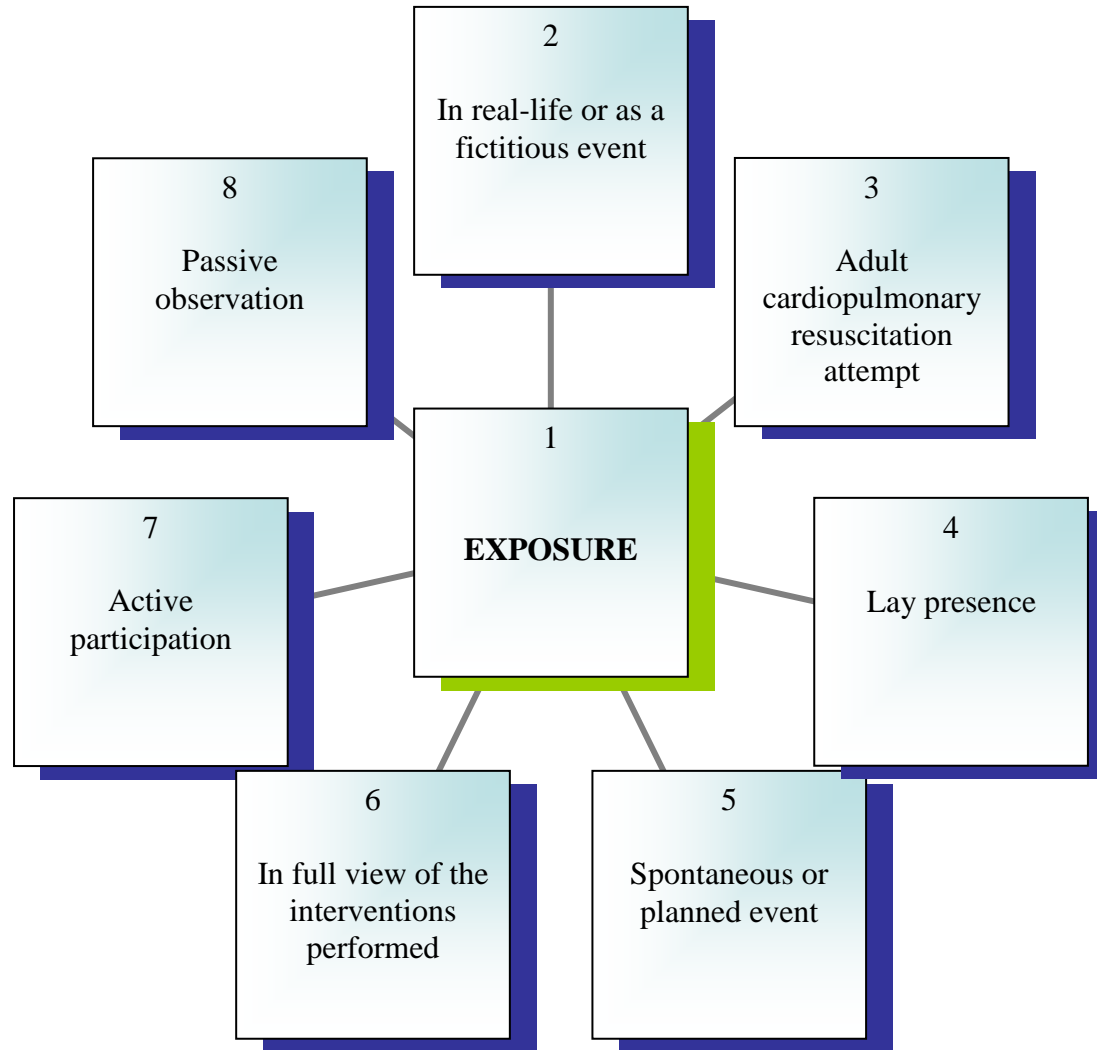 1
EXPOSURE
2
In real-life or as a
fictitious event
3
Adult
cardiopulmonary
resuscitation
attempt
4
Lay presence
5
Spontaneous or
planned event
6
In full view of the
interventions
performed
7
Active
participation
8
Passive
observation